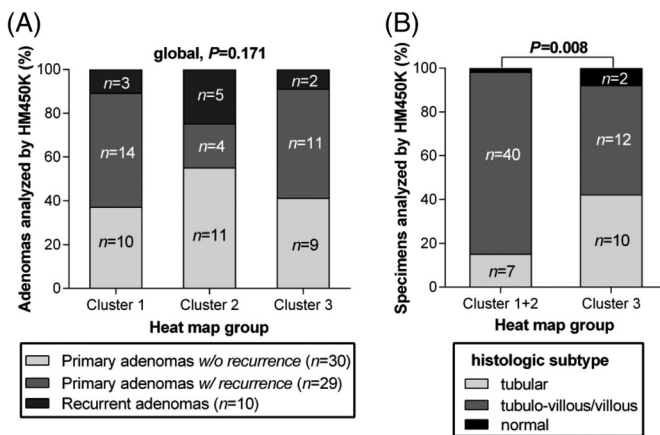 (A)
global, P=0.171
Adenomas analyzed by HM450K (%)
100
80
60
40
20
0
n=3
n=14
n=10
n=5
n=4
n=11
n=2
n=11
n=9
Cluster 1 Cluster 2 Cluster 3
Heat map group
Primary adenomas w/o recurrence (n=30)
Primary adenomas w/ recurrence (n=29)
Recurrent adenomas (n=10)
(B)
P=0.008
Specimens analyzed by HM450K (%)
100
80
60
40
20
0
n=40
n=7
n=2
n=12
n=10
Cluster 1+2 Cluster 3
Heat map group
histologic subtype
tubular
tubulo-villous/villous
normal